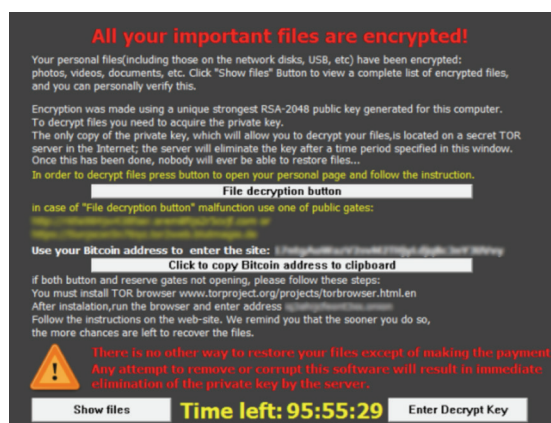 All your important files are encrypted!
Your personal files(including those on the network disks, USB, etc) have been encrypted:
photos, videos, documents, etc. Click "Show files" Button to view a complete list of encrypted files,
and you can personally verify this.
Encryption was made using a unique strongest RSA-2048 public key generated for this computer.
To decrypt files you need to acquire the private key.
The only copy of the private key, which will allow you to decrypt your files,is located on a secret TOR
server in the Internet; the server will eliminate the key after a time period specified in this window.
Once this has been done, nobody will ever be able to restore files...
In order to decrypt files press button to open your personal page and follow the instruction.
File decryption button
in case of "File decryption button" malfunction use one of public gates:
Use your Bitcoin address to enter the site:
Click to copy Bitcoin address to clipboard
if both button and reserve gates not opening, please follow these steps:
You must install TOR browser www.torproject.org/projects/torbrowser.html.en
After instalation,run the browser and enter address
Follow the instructions on the web-site. We remind you that the sooner you do so,
the more chances are left to recover the files.
There is no other way to restore your files except of making the payment
Any attempt to remove or corrupt this software will result in immediate
elimination of the private key by the server.
Show files
Time left: 95:55:29
Enter Decrypt Key